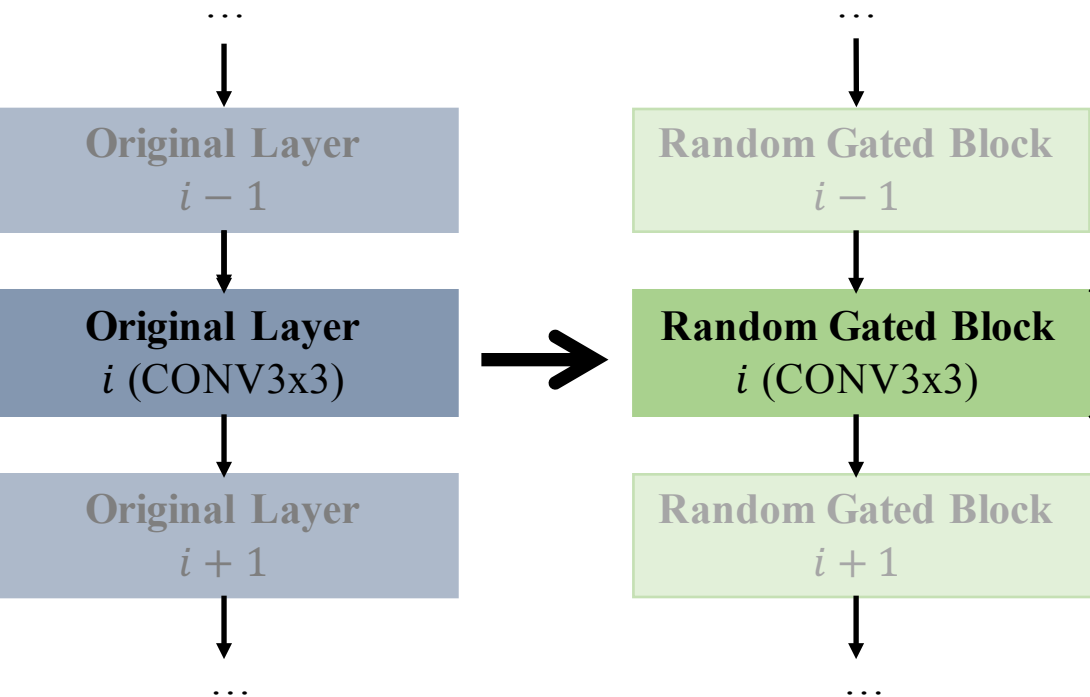 ...
Original Layer
i − 1
Original Layer
i (CONV3x3)
Original Layer
i + 1
...
...
Random Gated Block
i − 1
Random Gated Block
i (CONV3x3)
Random Gated Block
i + 1
...